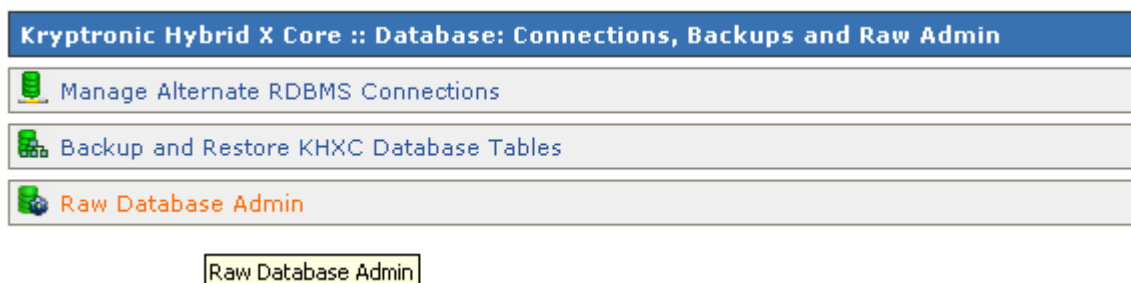 Kryptronic Hybrid X Core :: Database: Connections, Backups and Raw Admin
Manage Alternate RDBMS Connections
Backup and Restore KHXC Database Tables
Raw Database Admin
Raw Database Admin